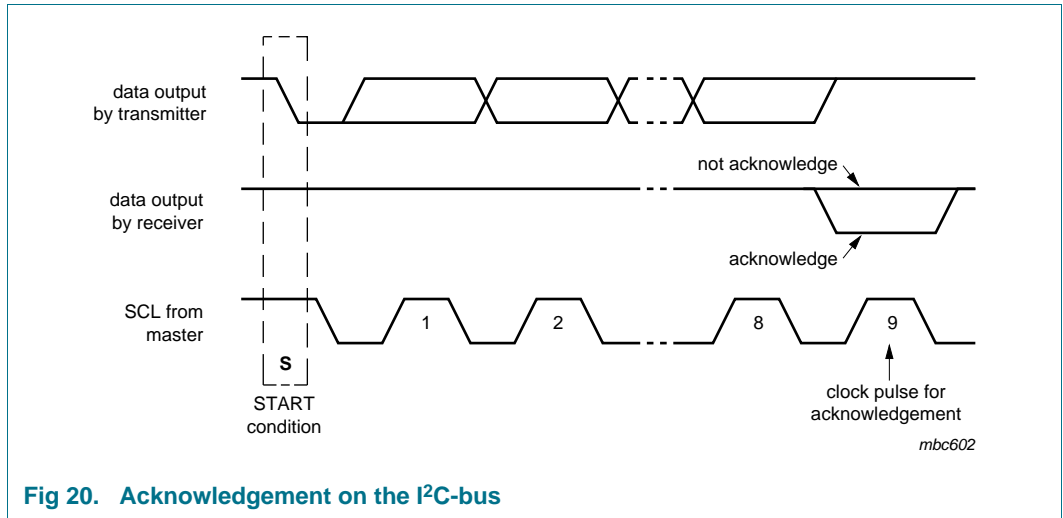 data output
by transmitter
not acknowledge
data output
by receiver
acknowledge
SCL from
master
1
2
8
9
S
START
condition
clock pulse for
acknowledgement
mbc602
Fig 20. Acknowledgement on the I²C-bus